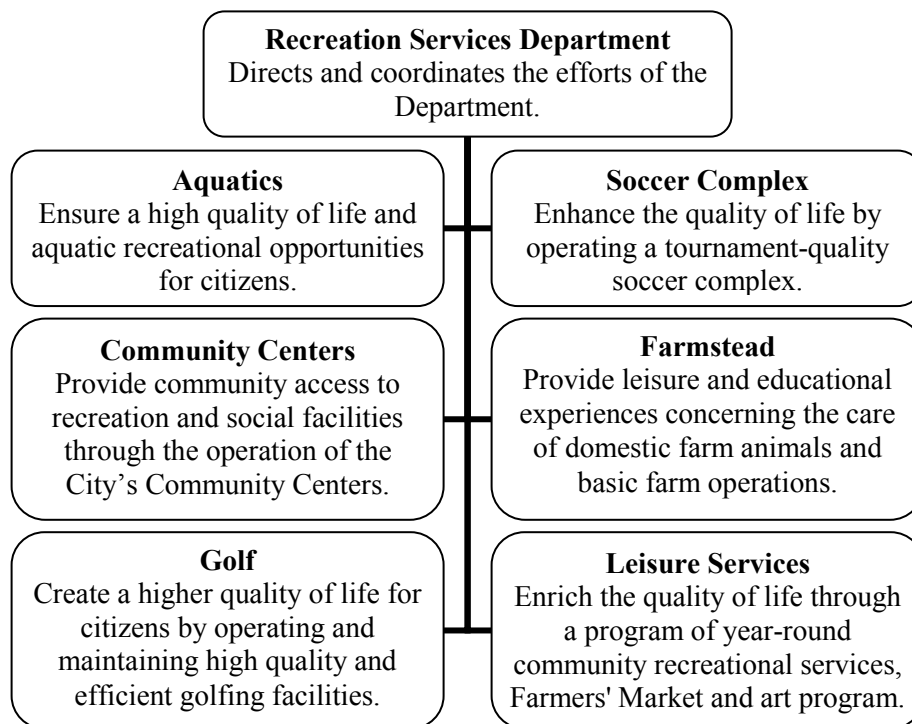 Recreation Services Department
Directs and coordinates the efforts of the
Department.
Aquatics
Ensure a high quality of life and
aquatic recreational opportunities
for citizens.
Soccer Complex
Enhance the quality of life by
operating a tournament-quality
soccer complex.
Community Centers
Provide community access to
recreation and social facilities
through the operation of the
City’s Community Centers.
Farmstead
Provide leisure and educational
experiences concerning the care
of domestic farm animals and
basic farm operations.
Golf
Create a higher quality of life for
citizens by operating and
maintaining high quality and
efficient golfing facilities.
Leisure Services
Enrich the quality of life through
a program of year-round
community recreational services,
Farmers' Market and art program.